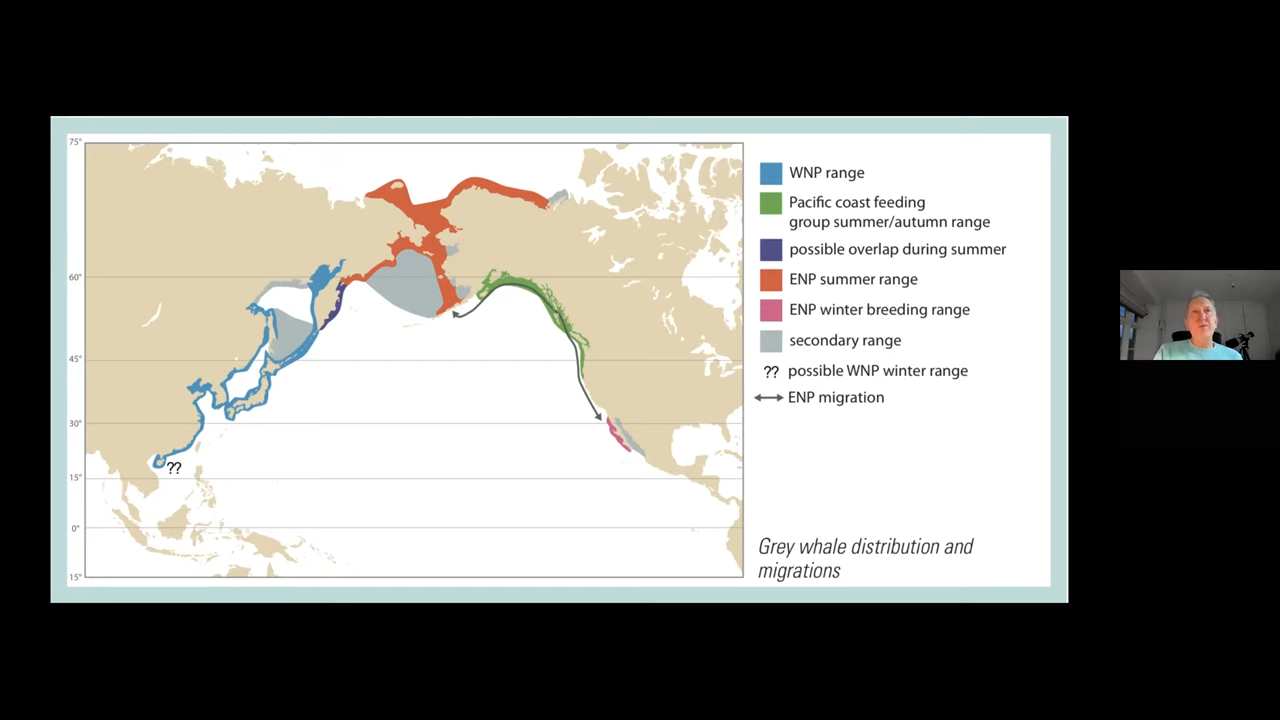 75°
60°
45°
30°
15°
0°
15°
??
WNP range
Pacific coast feeding
group summer/autumn range
possible overlap during summer
ENP summer range
ENP winter breeding range
secondary range
?? possible WNP winter range
ENP migration
Grey whale distribution and
migrations